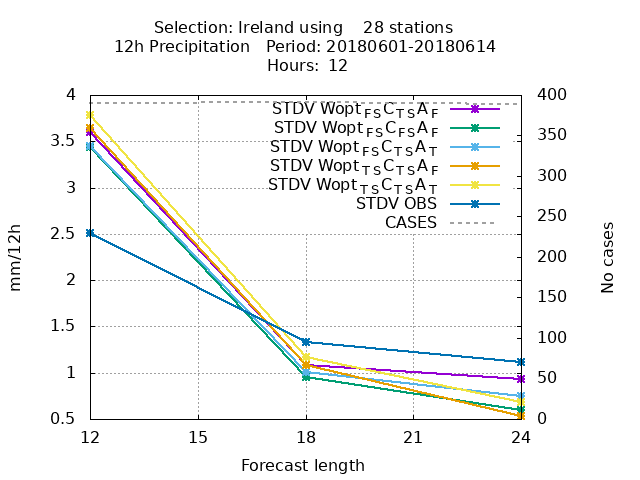 Selection: Ireland using 28 stations
12h Precipitation Period: 20180601-20180614
Hours: 12
STDV Wopt_FS C_TS A_F
STDV Wopt_FS C_FS A_F
STDV Wopt_FS C_TS A_T
STDV Wopt_TS C_TS A_F
STDV Wopt_TS C_TS A_T
STDV OBS
CASES
4
3.5
3
2.5
2
1.5
1
0.5
mm/12h
400
350
300
250
200
150
100
50
0
No cases
12 15 18 21 24
Forecast length